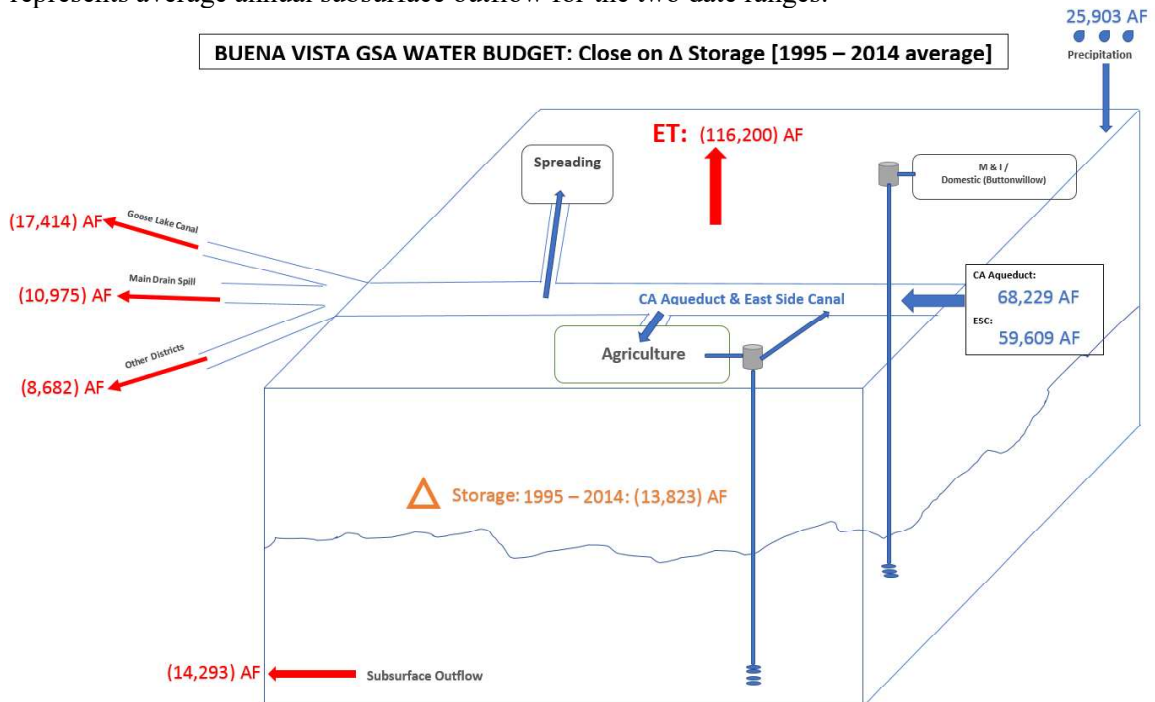 represents average annual subsurface outflow for the two date ranges.
25,903 AF
Precipitation
BUENA VISTA GSA WATER BUDGET: Close on Δ Storage [1995 – 2014 average]
ET: (116,200) AF
Spreading
M & I /
Domestic (Buttonwillow)
(17,414) AF
Goose Lake Canal
Main Drain Spill
(10,975) AF
CA Aqueduct:
68,229 AF
ESC:
59,609 AF
CA Aqueduct & East Side Canal
Agriculture
Other Districts
(8,682) AF
Δ Storage: 1995 – 2014: (13,823) AF
(14,293) AF
Subsurface Outflow